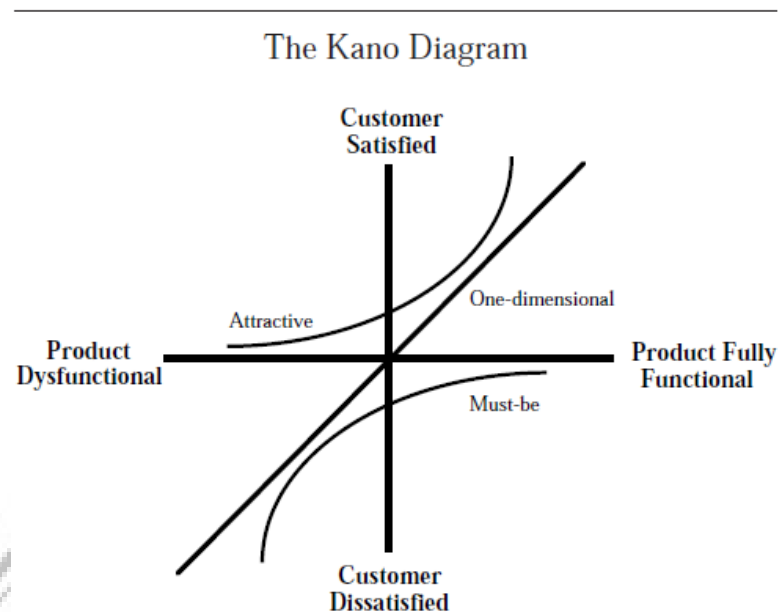 The Kano Diagram
Customer
Satisfied
One-dimensional
Attractive
Product
Dysfunctional
Product Fully
Functional
Must-be
Customer
Dissatisfied